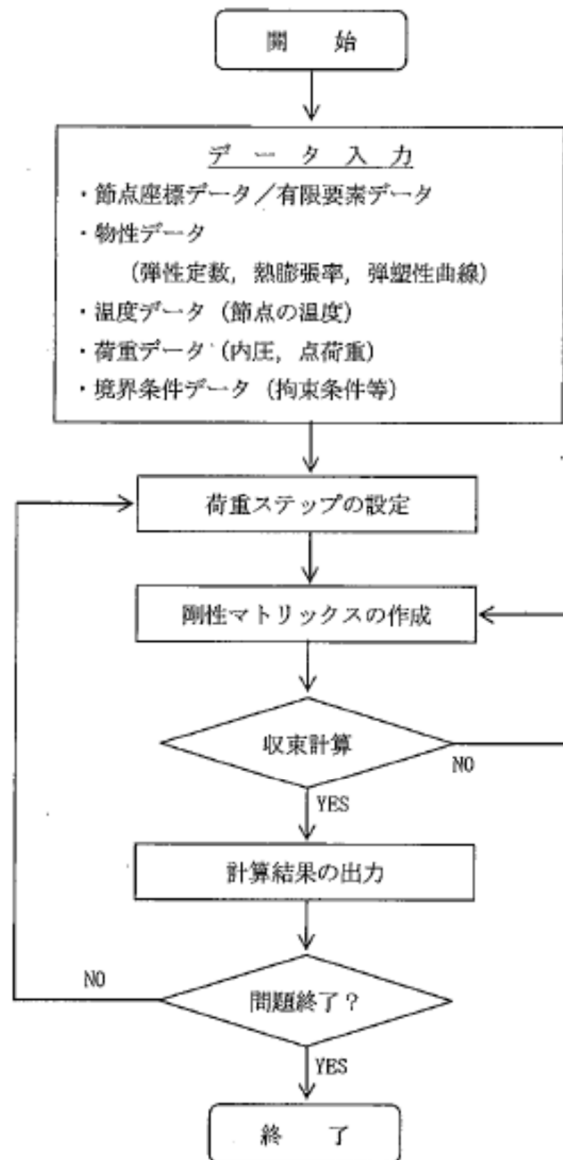 開 始
データ入力
・節点座標データ/有限要素データ
・物性データ
(弾性定数, 熱膨張率, 弾塑性曲線)
・温度データ (節点の温度)
・荷重データ (内圧, 点荷重)
・境界条件データ (拘束条件等)
荷重ステップの設定
剛性マトリックスの作成
収束計算
NO
YES
計算結果の出力
NO
問題終了?
YES
終 了